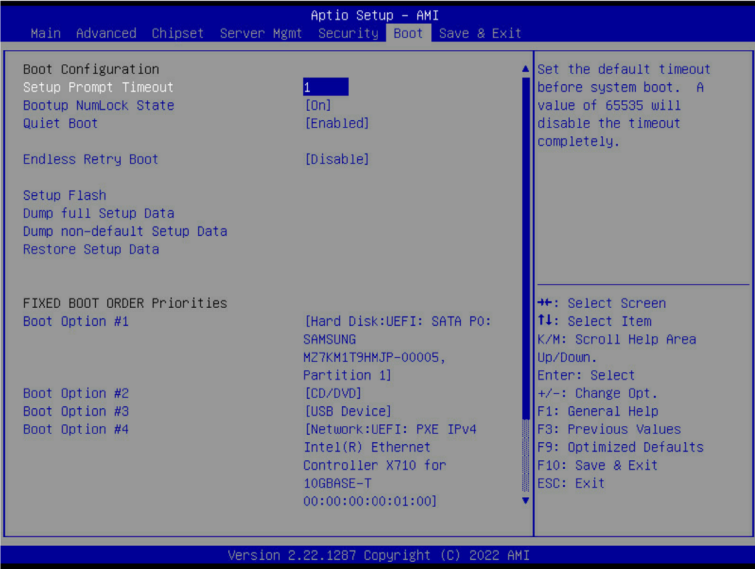 Aptio Setup – AMI
Main Advanced Chipset Server Mgmt Security Boot Save & Exit
Boot Configuration
Setup Prompt Timeout 1
Bootup NumLock State [On]
Quiet Boot [Enabled]
Endless Retry Boot [Disable]
Setup Flash
Dump full Setup Data
Dump non-default Setup Data
Restore Setup Data
FIXED BOOT ORDER Priorities
Boot Option #1 [Hard Disk:UEFI: SATA P0:
SAMSUNG
MZ7KM1T9HMJP-00005,
Partition 1]
Boot Option #2 [CD/DVD]
Boot Option #3 [USB Device]
Boot Option #4 [Network:UEFI: PXE IPv4
Intel(R) Ethernet
Controller X710 for
10GBASE-T
00:00:00:00:01:00]
Set the default timeout
before system boot. A
value of 65535 will
disable the timeout
completely.
→←: Select Screen
↑↓: Select Item
K/M: Scroll Help Area
Up/Down.
Enter: Select
+/-: Change Opt.
F1: General Help
F3: Previous Values
F9: Optimized Defaults
F10: Save & Exit
ESC: Exit
Version 2.22.1287 Copyright (C) 2022 AMI